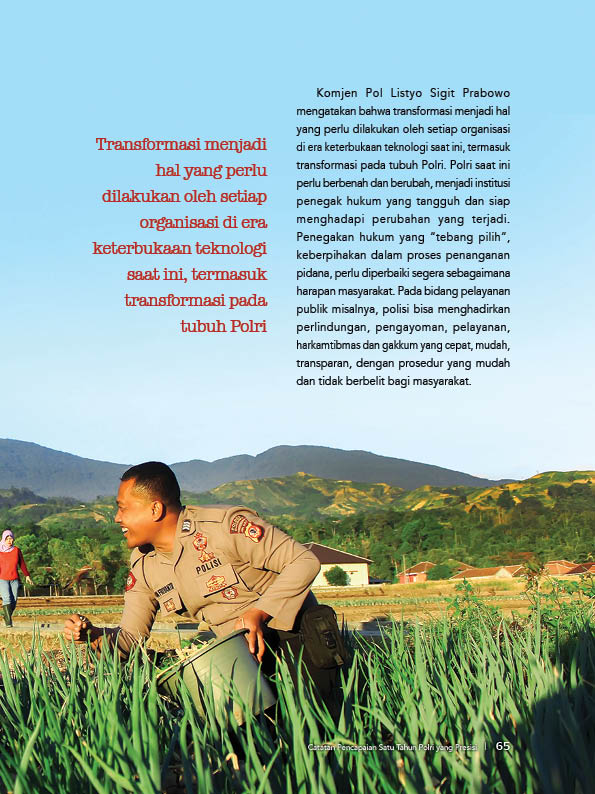 Transformasi menjadi
hal yang perlu
dilakukan oleh setiap
organisasi di era
keterbukaan teknologi
saat ini, termasuk
transformasi pada
tubuh Polri
Komjen Pol Listyo Sigit Prabowo
mengatakan bahwa transformasi menjadi hal
yang perlu dilakukan oleh setiap organisasi
di era keterbukaan teknologi saat ini, termasuk
transformasi pada tubuh Polri. Polri saat ini
perlu berbenah dan berubah, menjadi institusi
penegak hukum yang tangguh dan siap
menghadapi perubahan yang terjadi.
Penegakan hukum yang “tebang pilih”,
keberpihakan dalam proses penanganan
pidana, perlu diperbaiki segera sebagaimana
harapan masyarakat. Pada bidang pelayanan
publik misalnya, polisi bisa menghadirkan
perlindungan, pengayoman, pelayanan,
harkamtibmas dan gakkum yang cepat, mudah,
transparan, dengan prosedur yang mudah
dan tidak berbelit bagi masyarakat.
POLISI
Catatan Pencapaian Satu Tahun Polri yang Presisi | 65